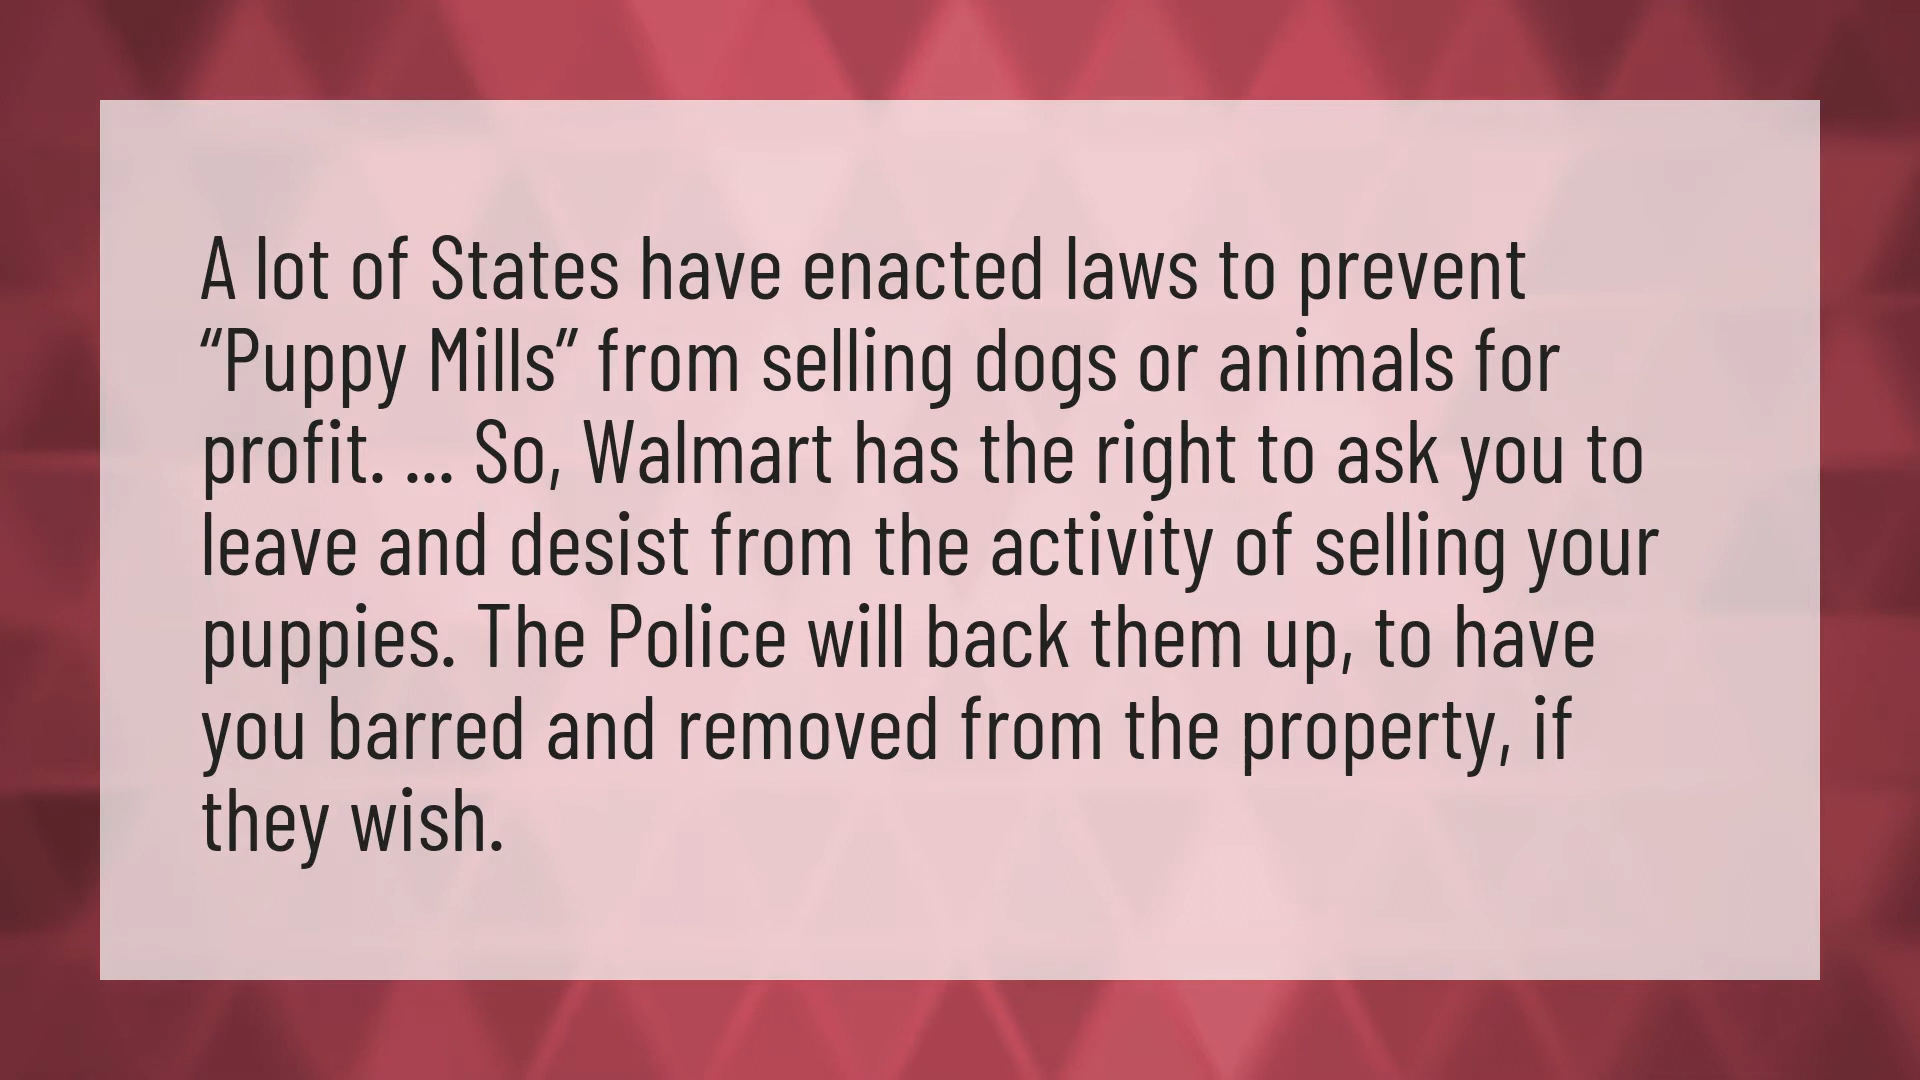 A lot of States have enacted laws to prevent
“Puppy Mills” from selling dogs or animals for
profit. ... So, Walmart has the right to ask you to
leave and desist from the activity of selling your
puppies. The Police will back them up, to have
you barred and removed from the property, if
they wish.